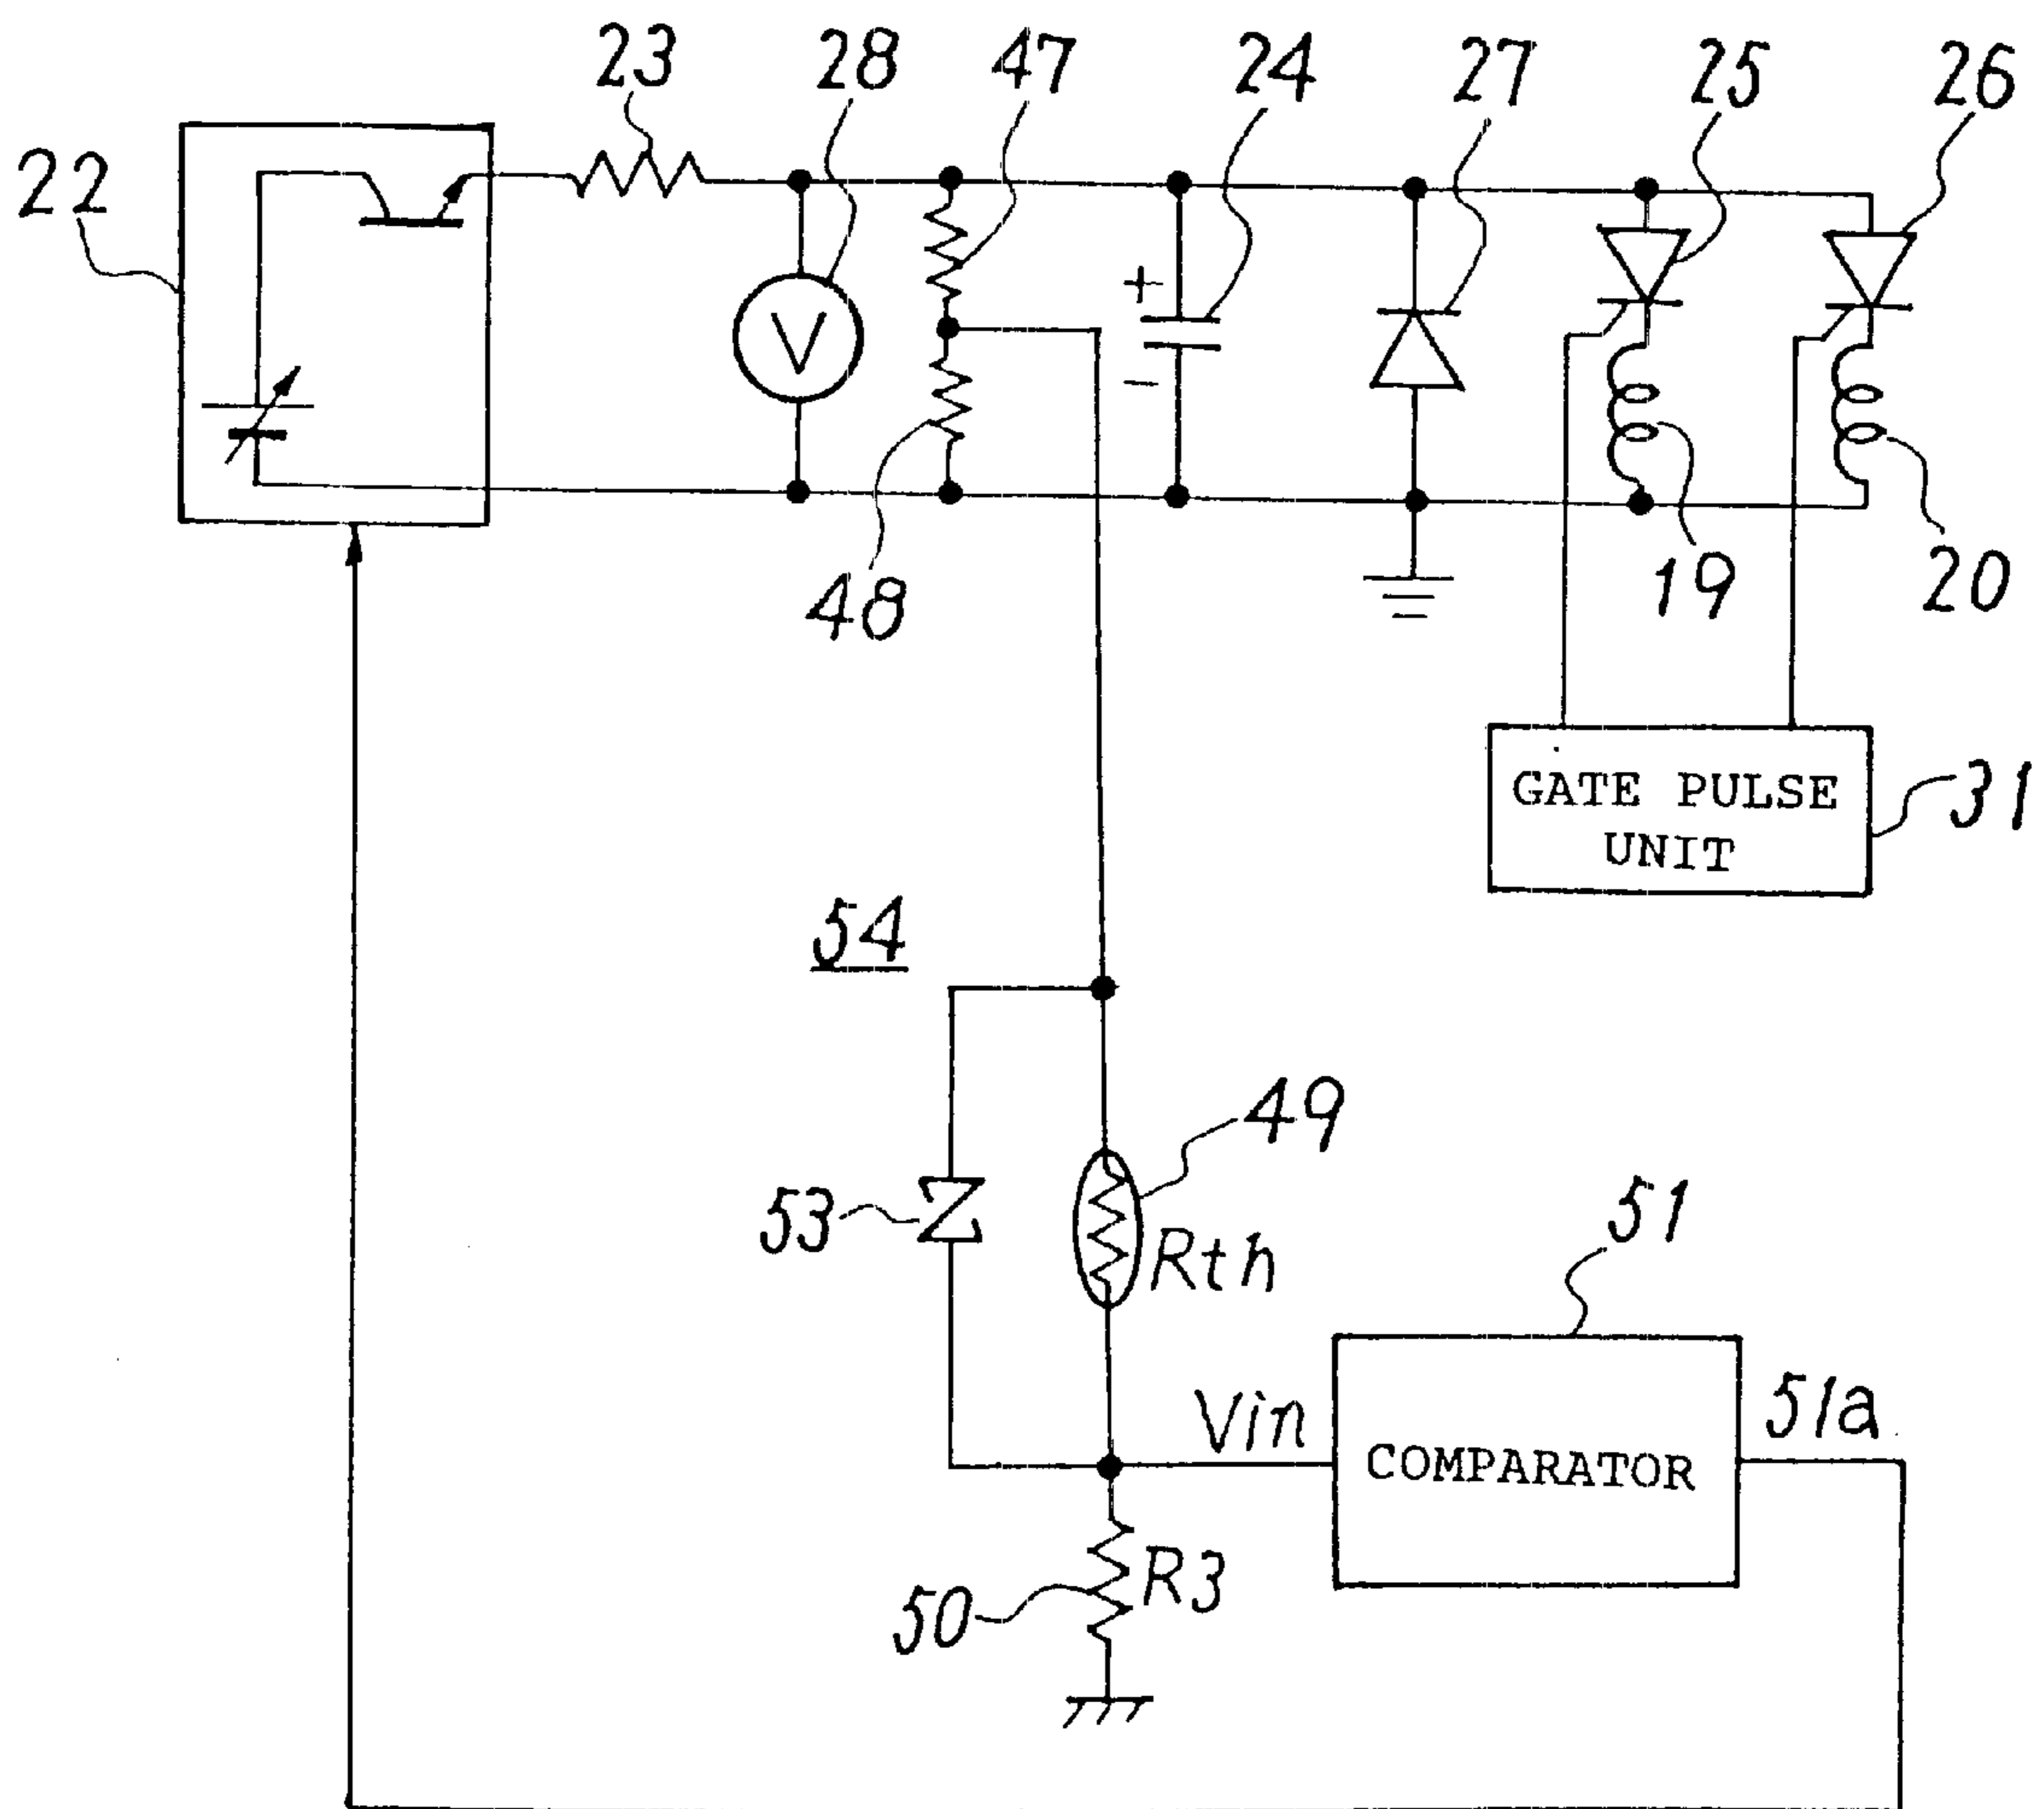 23 28 47 24 27 25 26
22
V
+
−
48 19 20
GATE PULSE
UNIT
31
54
49
53
Rth
51
Vin
51a
COMPARATOR
50
R3